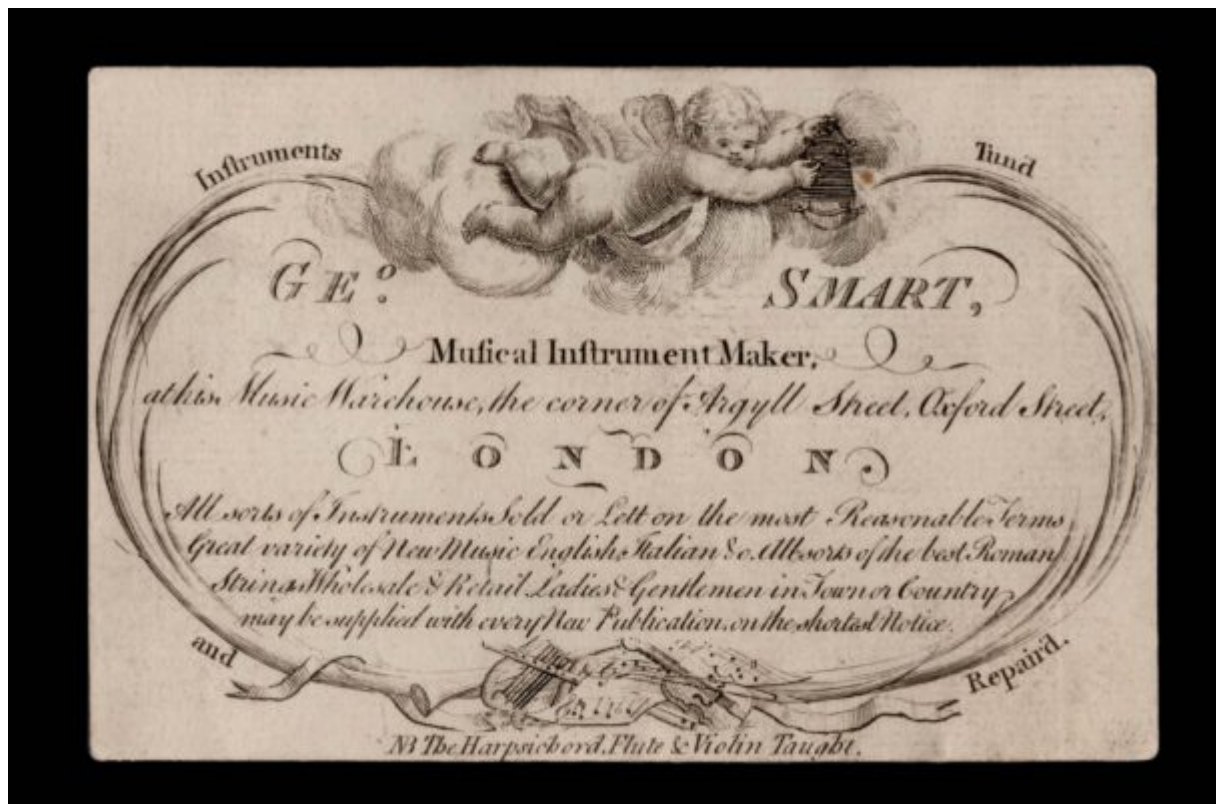 Inſtruments Tund
GEo. SMART,
Muſical Inſtrument Maker,
at his Music Warehouse, the corner of Argyll Street, Oxford Street,
LONDON.
All sorts of Instruments Sold or Lett on the most Reasonable Terms
Great variety of New Music English Italian &c. All sorts of the best Roman
Strings Wholesale & Retail Ladies & Gentlemen in Town or Country
may be supplied with every New Publication on the shortest Notice.
and Repaird.
NB The Harpsichord, Flute & Violin Taught.